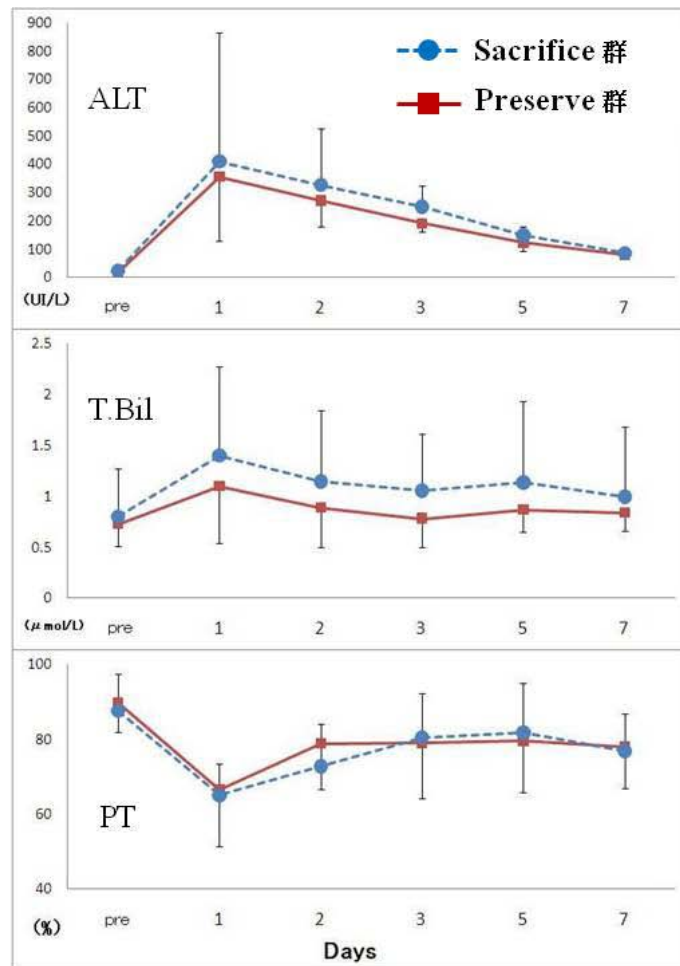 900
800
700
600
500
400
300
200
100
0
ALT
Sacrifice 群
Preserve 群
(UI/L)
pre 1 2 3 5 7
2.5
2
1.5
1
0.5
0
T.Bil
(μ mol/L)
pre 1 2 3 5 7
100
80
60
40
PT
(%)
pre 1 2 3 5 7
Days